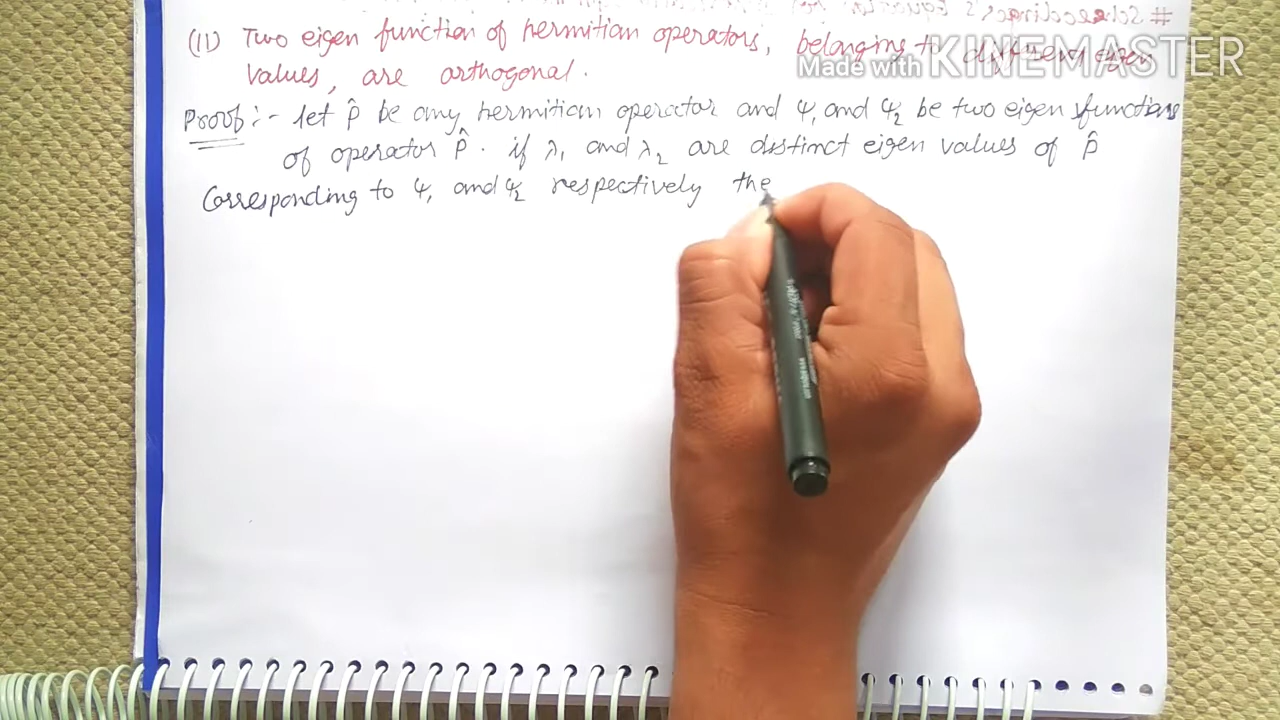 (II) Two eigen function of hermitian operators, belonging to different eigen
values, are orthogonal.
Made with KINEMASTER
Proof :- let p̂ be any hermitian operator and ψ₁ and ψ₂ be two eigen functions
of operator p̂. if λ₁ and λ₂ are distinct eigen values of p̂
Corresponding to ψ₁ and ψ₂ respectively the